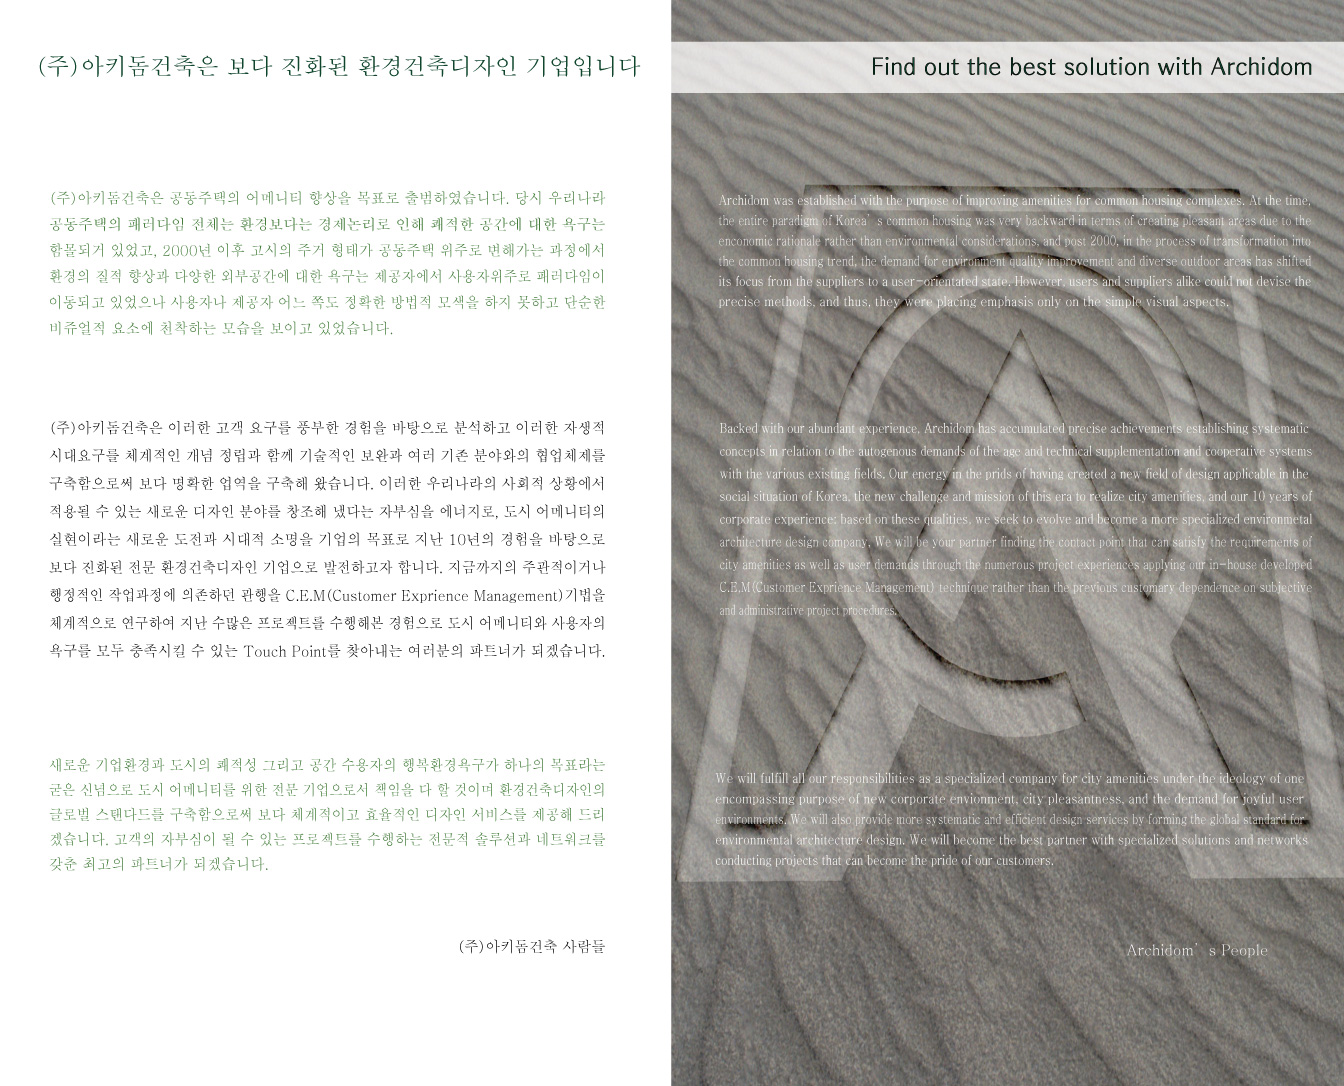 (주)아키돔건축은 보다 진화된 환경건축디자인 기업입니다
(주)아키돔건축은 공동주택의 어메니티 향상을 목표로 출범하였습니다. 당시 우리나라
공동주택의 패러다임 전체는 환경보다는 경제논리로 인해 쾌적한 공간에 대한 욕구는
함몰되거 있었고, 2000년 이후 고시의 주거 형태가 공동주택 위주로 변해가는 과정에서
환경의 질적 향상과 다양한 외부공간에 대한 욕구는 제공자에서 사용자위주로 패러다임이
이동되고 있었으나 사용자나 제공자 어느 쪽도 정확한 방법적 모색을 하지 못하고 단순한
비쥬얼적 요소에 천착하는 모습을 보이고 있었습니다.
(주)아키돔건축은 이러한 고객 요구를 풍부한 경험을 바탕으로 분석하고 이러한 자생적
시대요구를 체계적인 개념 정립과 함께 기술적인 보완과 여러 기존 분야와의 협업체제를
구축함으로써 보다 명확한 업역을 구축해 왔습니다. 이러한 우리나라의 사회적 상황에서
적용될 수 있는 새로운 디자인 분야를 창조해 냈다는 자부심을 에너지로, 도시 어메니티의
실현이라는 새로운 도전과 시대적 소명을 기업의 목표로 지난 10년의 경험을 바탕으로
보다 진화된 전문 환경건축디자인 기업으로 발전하고자 합니다. 지금까지의 주관적이거나
행정적인 작업과정에 의존하던 관행을 C.E.M(Customer Exprience Management)기법을
체계적으로 연구하여 지난 수많은 프로젝트를 수행해본 경험으로 도시 어메니티와 사용자의
욕구를 모두 충족시킬 수 있는 Touch Point를 찾아내는 여러분의 파트너가 되겠습니다.
새로운 기업환경과 도시의 쾌적성 그리고 공간 수용자의 행복환경욕구가 하나의 목표라는
굳은 신념으로 도시 어메니티를 위한 전문 기업으로서 책임을 다 할 것이며 환경건축디자인의
글로벌 스탠다드를 구축함으로써 보다 체계적이고 효율적인 디자인 서비스를 제공해 드리
겠습니다. 고객의 자부심이 될 수 있는 프로젝트를 수행하는 전문적 솔루션과 네트워크를
갖춘 최고의 파트너가 되겠습니다.
(주)아키돔건축 사람들
Find out the best solution with Archidom
Archidom was established with the purpose of improving amenities for common housing complexes. At the time,
the entire paradigm of Korea's common housing was very backward in terms of creating pleasant areas due to the
enconomic rationale rather than environmental considerations, and post 2000, in the process of transformation into
the common housing trend, the demand for environment quality improvement and diverse outdoor areas has shifted
its focus from the suppliers to a user-orientated state. However, users and suppliers alike could not devise the
precise methods, and thus, they were placing emphasis only on the simple visual aspects.
Backed with our abundant experience, Archidom has accumulated precise achievements establishing systematic
concepts in relation to the autogenous demands of the age and technical supplementation and cooperative systems
with the various existing fields. Our energy in the prids of having created a new field of design applicable in the
social situation of Korea, the new challenge and mission of this era to realize city amenities, and our 10 years of
corporate experience: based on these qualities, we seek to evolve and become a more specialized environmetal
architecture design company. We will be your partner finding the contact point that can satisfy the requirements of
city amenities as well as user demands through the numerous project experiences applying our in-house developed
C.E.M(Customer Exprience Management) technique rather than the previous customary dependence on subjective
and administrative project procedures.
We will fulfill all our responsibilities as a specialized company for city amenities under the ideology of one
encompassing purpose of new corporate envionment, city pleasantness, and the demand for joyful user
environments. We will also provide more systematic and efficient design services by forming the global standard for
environmental architecture design. We will become the best partner with specialized solutions and networks
conducting projects that can become the pride of our customers.
Archidom's People